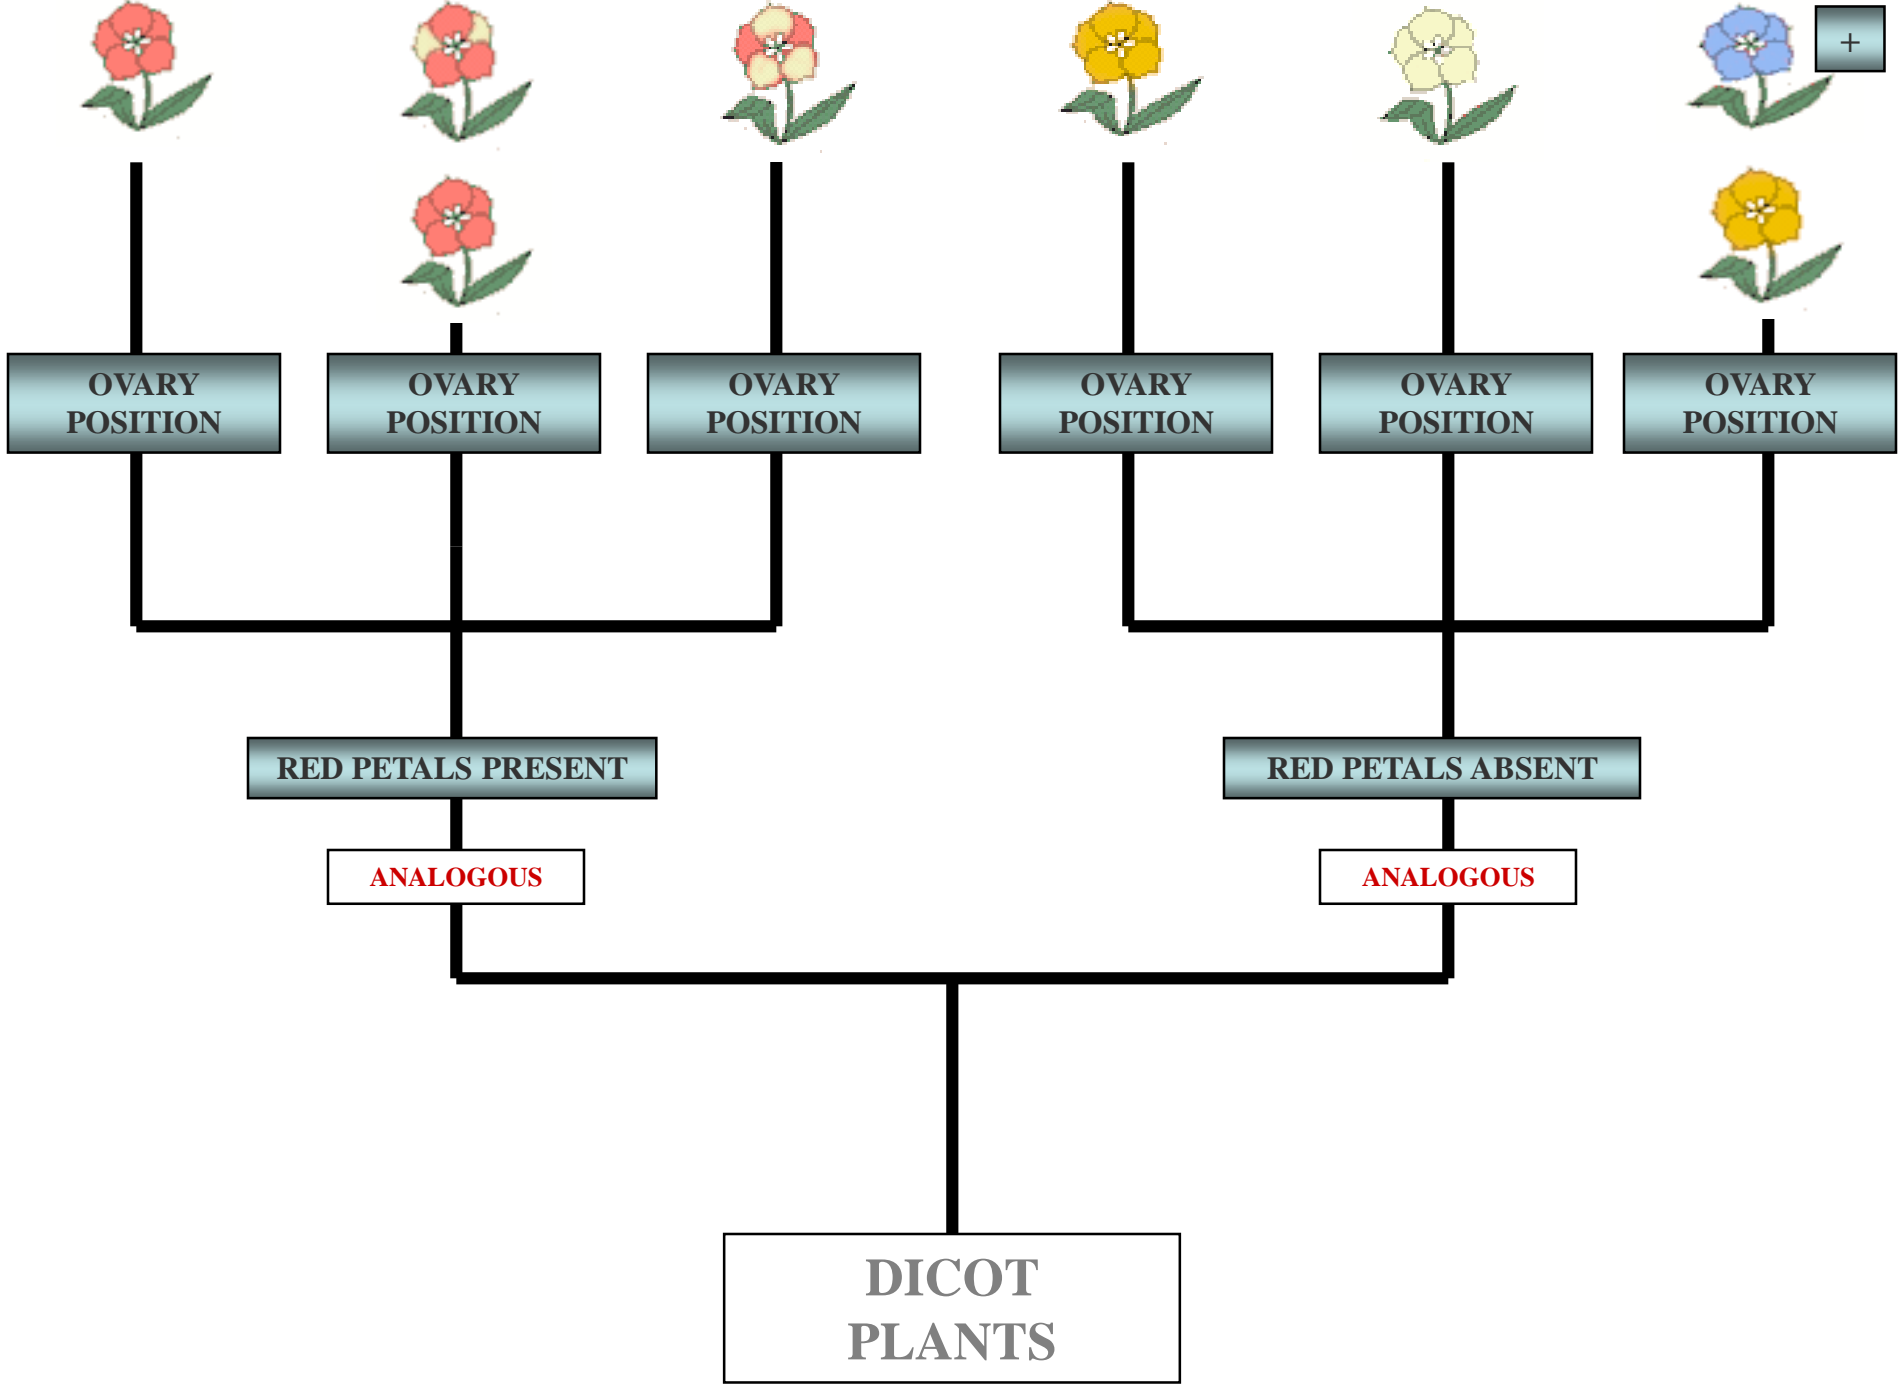 +
OVARY
POSITION
OVARY
POSITION
OVARY
POSITION
OVARY
POSITION
OVARY
POSITION
OVARY
POSITION
RED PETALS PRESENT
RED PETALS ABSENT
ANALOGOUS
ANALOGOUS
DICOT
PLANTS